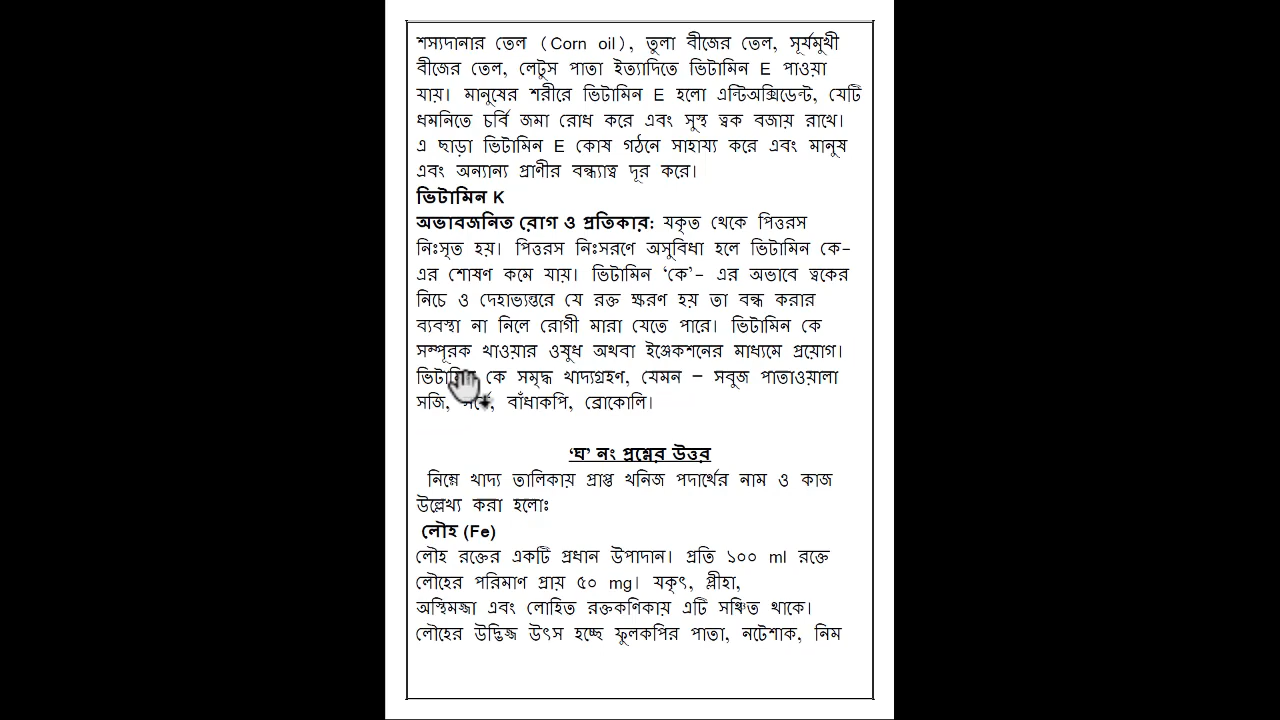 শস্যদানার তেল (Corn oil), তুলা বীজের তেল, সূর্যমুখী
বীজের তেল, লেটুস পাতা ইত্যাদিতে ভিটামিন E পাওয়া
যায়। মানুষের শরীরে ভিটামিন E হলো এন্টিঅক্সিডেন্ট, যেটি
ধমনিতে চর্বি জমা রোধ করে এবং সুস্থ ত্বক বজায় রাখে।
এ ছাড়া ভিটামিন E কোষ গঠনে সাহায্য করে এবং মানুষ
এবং অন্যান্য প্রাণীর বন্ধ্যাত্ব দূর করে।
ভিটামিন K
অভাবজনিত রোগ ও প্রতিকার: যকৃত থেকে পিত্তরস
নিঃসৃত হয়। পিত্তরস নিঃসরণে অসুবিধা হলে ভিটামিন কে-
এর শোষণ কমে যায়। ভিটামিন ‘কে’- এর অভাবে ত্বকের
নিচে ও দেহাভ্যন্তরে যে রক্ত ক্ষরণ হয় তা বন্ধ করার
ব্যবস্থা না নিলে রোগী মারা যেতে পারে। ভিটামিন কে
সম্পূরক খাওয়ার ওষুধ অথবা ইঞ্জেকশনের মাধ্যমে প্রয়োগ।
ভিটামিন কে সমৃদ্ধ খাদ্যগ্রহণ, যেমন – সবুজ পাতাওয়ালা
সজি, বাঁধাকপি, ব্রোকোলি।
‘ঘ’ নং প্রশ্নের উত্তর
নিম্নে খাদ্য তালিকায় প্রাপ্ত খনিজ পদার্থের নাম ও কাজ
উল্লেখ্য করা হলোঃ
লৌহ (Fe)
লৌহ রক্তের একটি প্রধান উপাদান। প্রতি ১০০ ml রক্তে
লৌহের পরিমাণ প্রায় ৫০ mg। যকৃৎ, প্লীহা,
অস্থিমজ্জা এবং লোহিত রক্তকণিকায় এটি সঞ্চিত থাকে।
লৌহের উদ্ভিজ্জ উৎস হচ্ছে ফুলকপির পাতা, নটেশাক, নিম